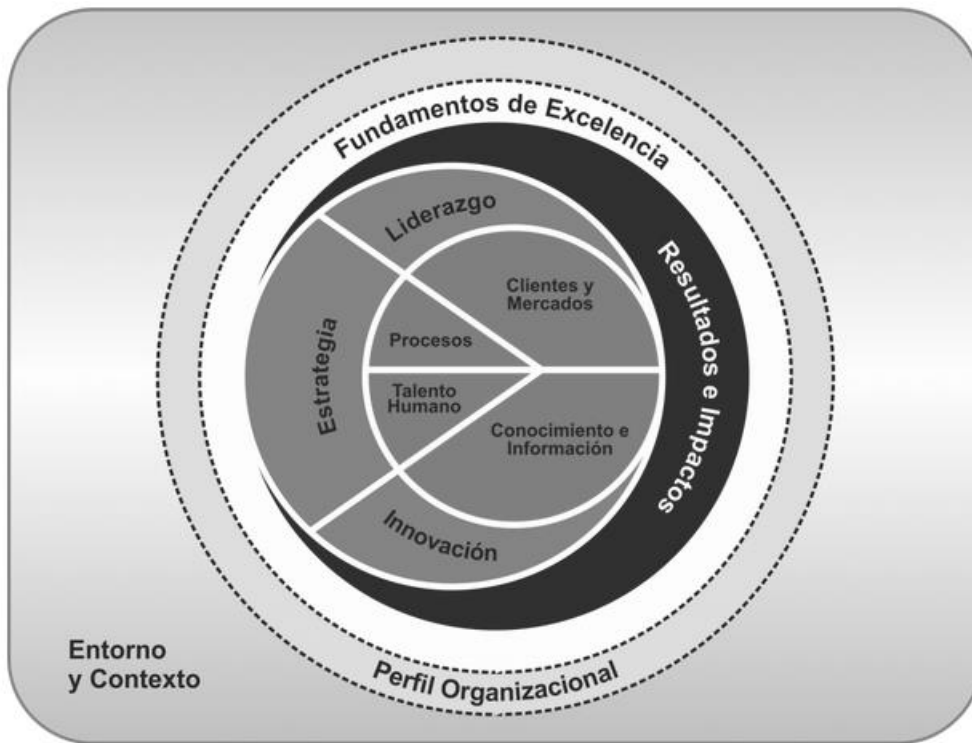 Fundamentos de Excelencia
Liderazgo
Resultados e Impactos
Clientes y
Mercados
Procesos
Estrategia
Talento
Humano
Conocimiento e
Información
Innovación
Entorno
y Contexto
Perfil Organizacional